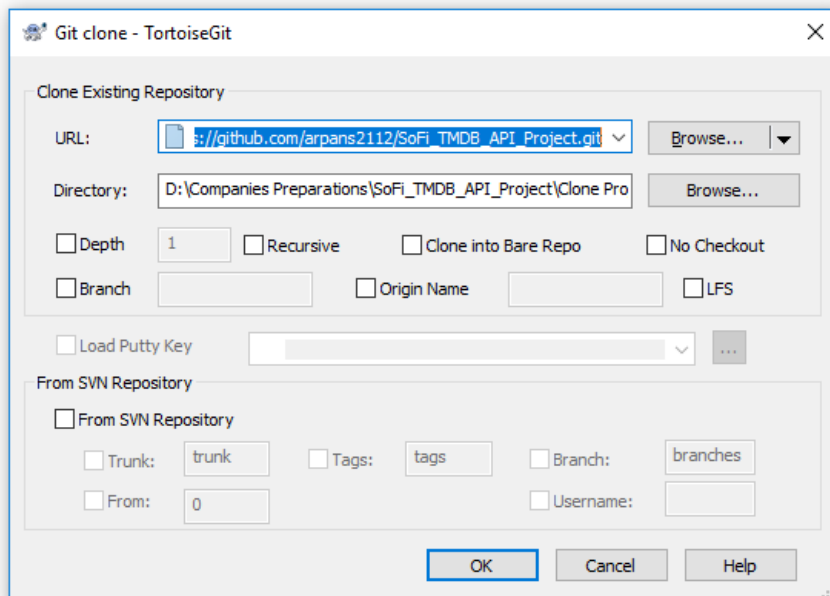 Git clone - TortoiseGit
Clone Existing Repository
URL: s://github.com/arpans2112/SoFi_TMDB_API_Project.git Browse...
Directory: D:\Companies Preparations\SoFi_TMDB_API_Project\Clone Pro Browse...
Depth 1 Recursive Clone into Bare Repo No Checkout
Branch Origin Name LFS
Load Putty Key ...
From SVN Repository
From SVN Repository
Trunk: trunk Tags: tags Branch: branches
From: 0 Username:
OK Cancel Help